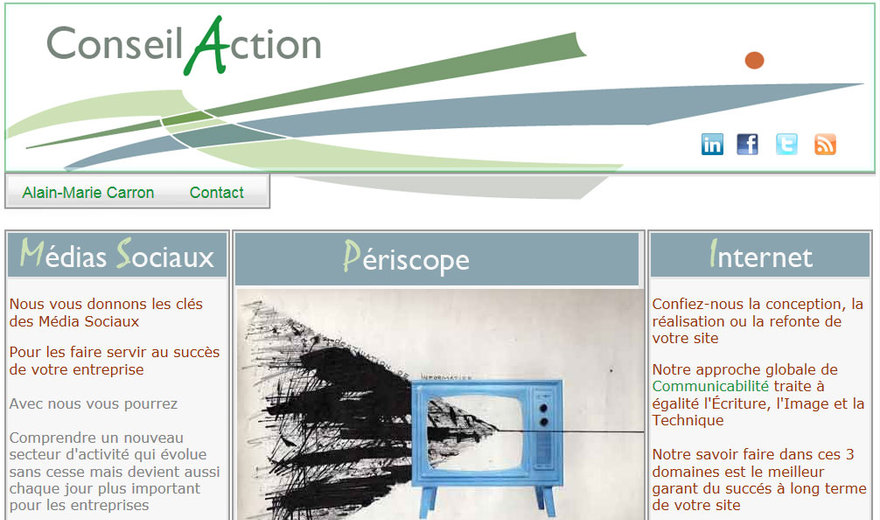 Conseil Action
in f t
Alain-Marie Carron Contact
Médias Sociaux
Nous vous donnons les clés
des Média Sociaux
Pour les faire servir au succès
de votre entreprise
Avec nous vous pourrez
Comprendre un nouveau
secteur d'activité qui évolue
sans cesse mais devient aussi
chaque jour plus important
pour les entreprises
Périscope
INFORMATION
Internet
Confiez-nous la conception, la
réalisation ou la refonte de
votre site
Notre approche globale de
Communicabilité traite à
égalité l'Écriture, l'Image et la
Technique
Notre savoir faire dans ces 3
domaines est le meilleur
garant du succés à long terme
de votre site